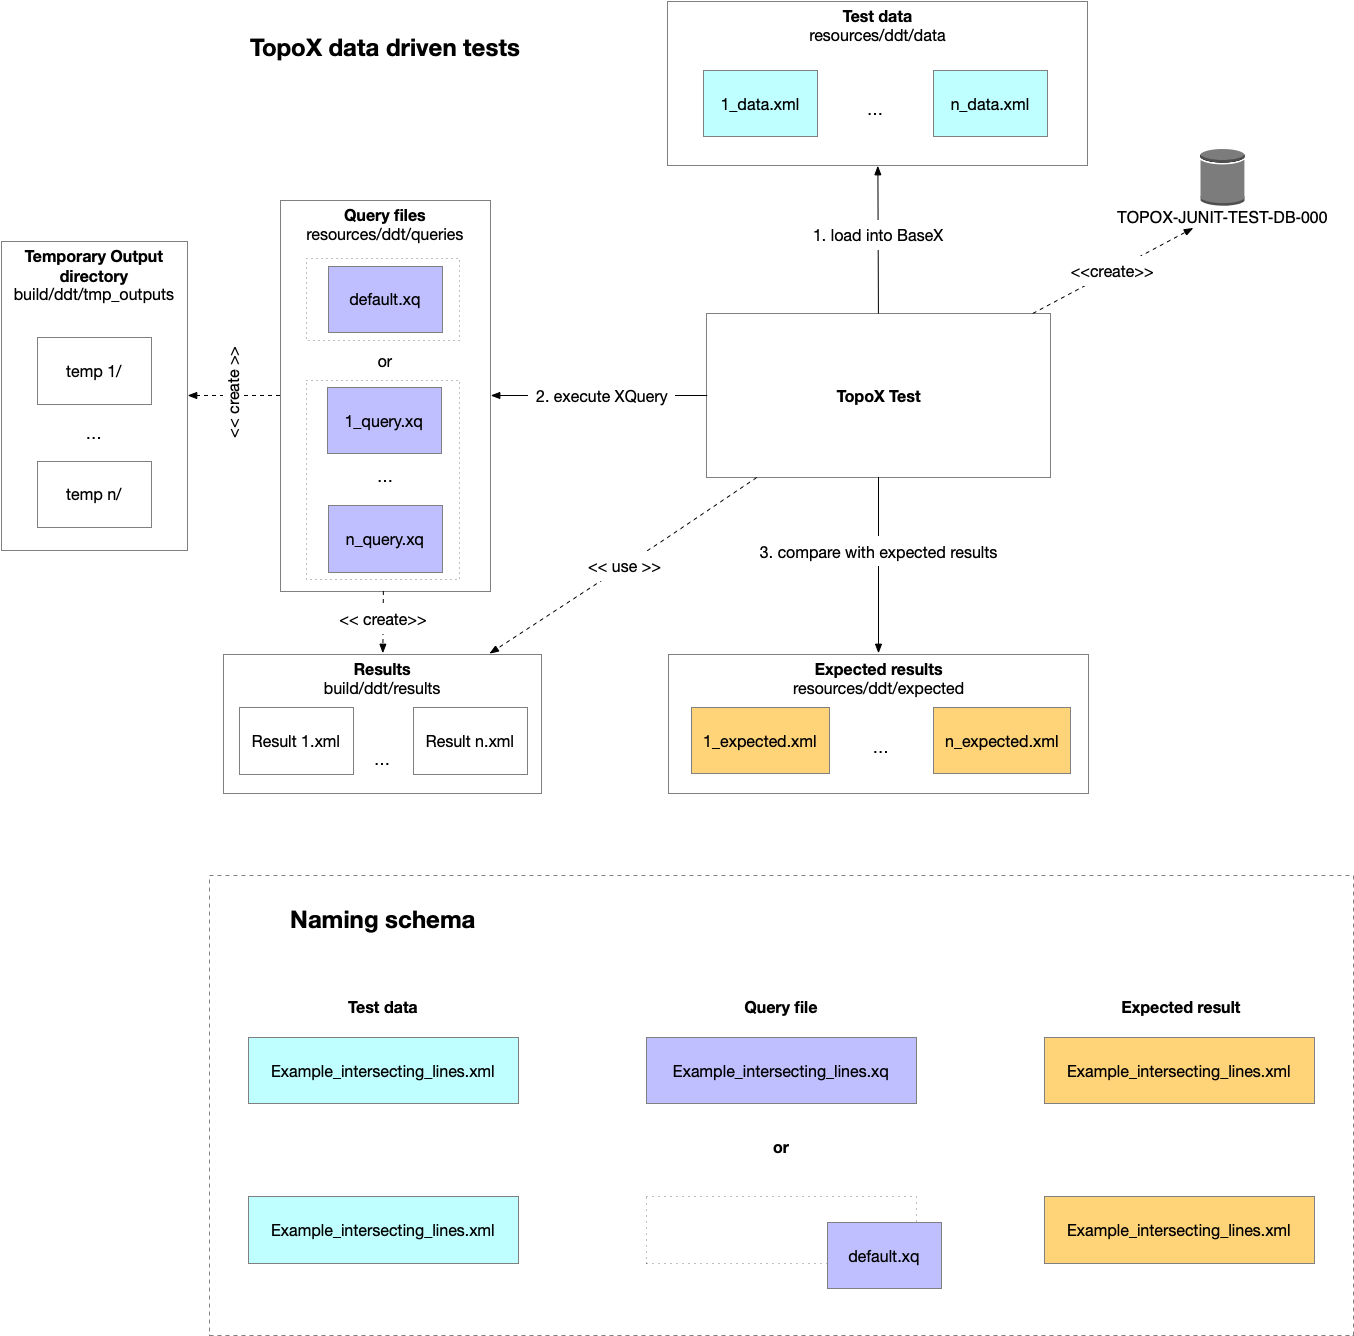 TopoX data driven tests
Test data
resources/ddt/data
1_data.xml
...
n_data.xml
TOPOX-JUNIT-TEST-DB-000
1. load into BaseX
<<create>>
Query files
resources/ddt/queries
default.xq
or
1_query.xq
...
n_query.xq
Temporary Output
directory
build/ddt/tmp_outputs
temp 1/
...
temp n/
<< create >>
2. execute XQuery
TopoX Test
<< use >>
3. compare with expected results
<< create>>
Results
build/ddt/results
Result 1.xml
...
Result n.xml
Expected results
resources/ddt/expected
1_expected.xml
...
n_expected.xml
Naming schema
Test data
Query file
Expected result
Example_intersecting_lines.xml
Example_intersecting_lines.xq
Example_intersecting_lines.xml
or
Example_intersecting_lines.xml
default.xq
Example_intersecting_lines.xml